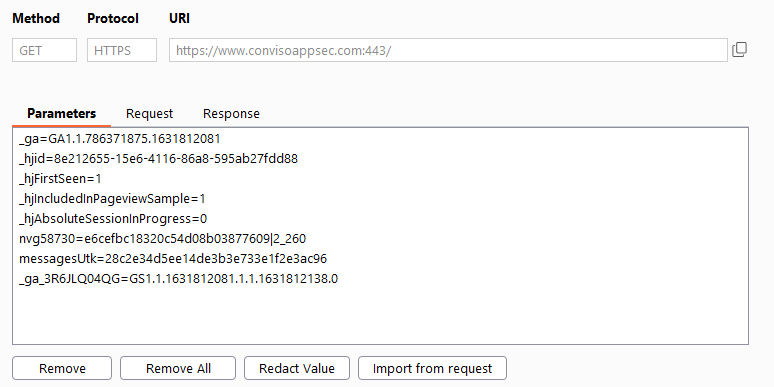 Method Protocol URI
GET HTTPS https://www.convisoappsec.com:443/
Parameters Request Response
_ga=GA1.1.786371875.1631812081
_hjid=8e212655-15e6-4116-86a8-595ab27fdd88
_hjFirstSeen=1
_hjIncludedInPageviewSample=1
_hjAbsoluteSessionInProgress=0
nvg58730=e6cefbc18320c54d08b03877609|2_260
messagesUtk=28c2e34d5ee14de3b3e733e1f2e3ac96
_ga_3R6JLQ04QG=GS1.1.1631812081.1.1.1631812138.0
Remove Remove All Redact Value Import from request